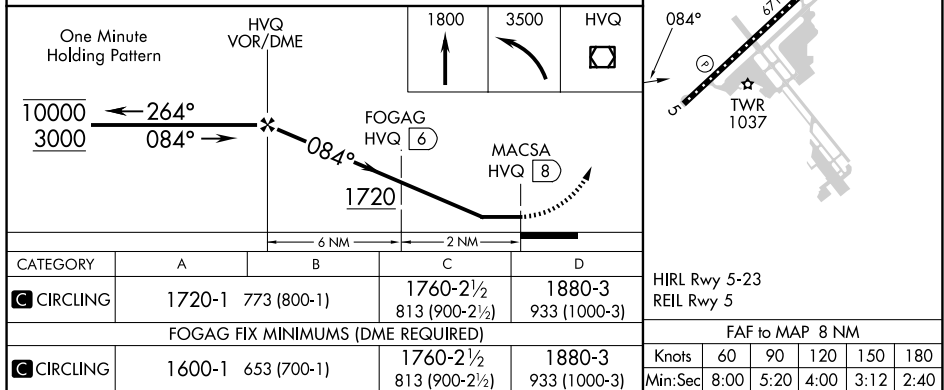 One Minute
Holding Pattern
HVQ
VOR/DME
1800
3500
HVQ
10000
3000
264°
084°
084°
FOGAG
HVQ 6
1720
MACSA
HVQ 8
6 NM
2 NM
CATEGORY A B C D
C CIRCLING 1720-1 773 (800-1) 1760-2½ 1880-3
813 (900-2½) 933 (1000-3)
FOGAG FIX MINIMUMS (DME REQUIRED)
C CIRCLING 1600-1 653 (700-1) 1760-2½ 1880-3
813 (900-2½) 933 (1000-3)
084°
671
P
5
TWR
1037
HIRL Rwy 5-23
REIL Rwy 5
FAF to MAP 8 NM
Knots 60 90 120 150 180
Min:Sec 8:00 5:20 4:00 3:12 2:40